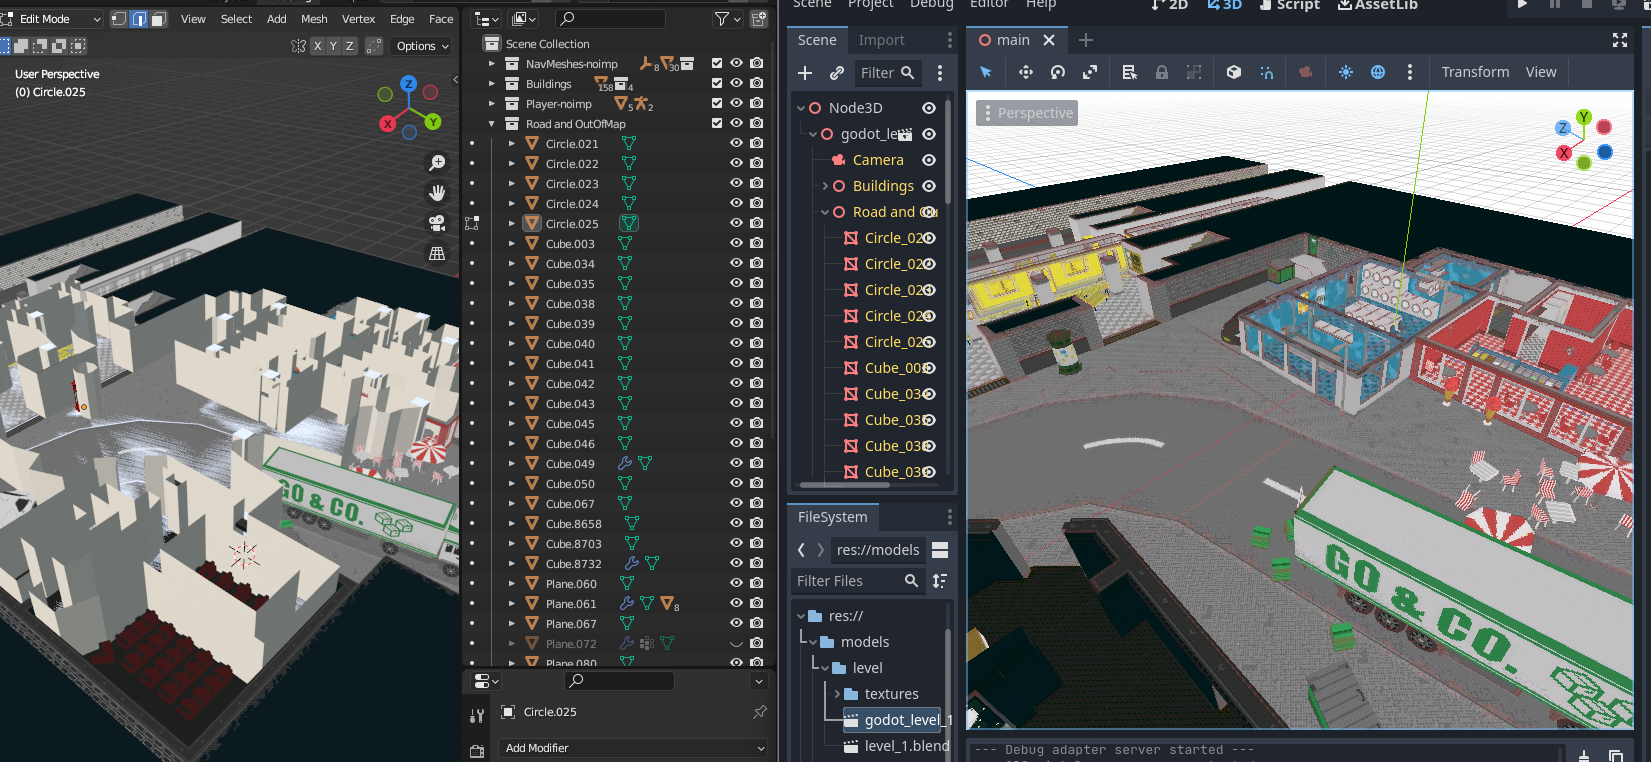 Edit Mode
View Select Add Mesh Vertex Edge Face
X Y Z
Options
User Perspective
(0) Circle.025
Z
X
Y
GO & CO.
Scene Collection
NavMeshes-noimp 8 30
Buildings 158 4
Player-noimp 5 2
Road and OutOfMap
Circle.021
Circle.022
Circle.023
Circle.024
Circle.025
Cube.003
Cube.034
Cube.035
Cube.038
Cube.039
Cube.040
Cube.041
Cube.042
Cube.043
Cube.045
Cube.046
Cube.049
Cube.050
Cube.067
Cube.8658
Cube.8703
Cube.8732
Plane.060
Plane.061 8
Plane.067
Plane.072
Plane.080
Circle.025
Add Modifier
Scene Project Debug Editor Help
2D 3D Script AssetLib
Scene Import
Filter
Node3D
godot_le
Camera
Buildings
Road and Ou
Circle_02
Circle_02
Circle_02
Circle_02
Circle_02
Cube_00
Cube_03
Cube_03
Cube_03
Cube_039
FileSystem
res://models
Filter Files
res://
models
level
textures
godot_level_1
level_1.blend
main
Transform View
Perspective
Y
Z
X
GO & CO.
--- Debug adapter server started ---